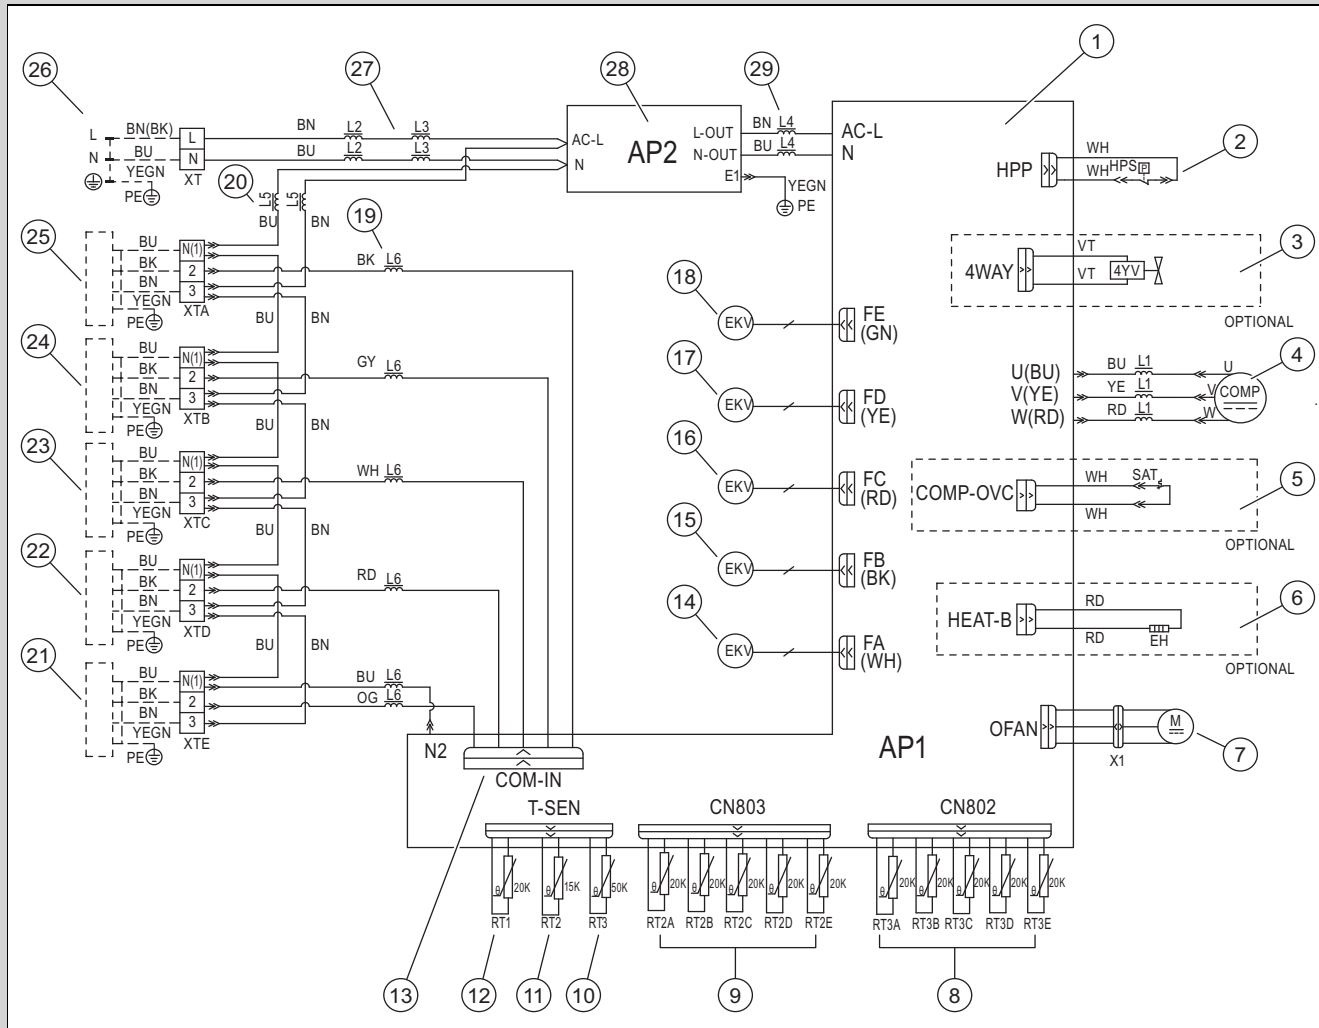 26
27
28
29
1
L
BN(BK)
L
BN
L2
L3
AC-L
AP2
L-OUT
BN
L4
AC-L
N
BU
N
BU
L2
L3
N
N-OUT
BU
L4
N
YEGN
XT
E1
YEGN
PE
PE
HPP
WH
WH
HPS
P
2
20
L5
L5
BU
BN
19
25
BU
N(1)
BK
2
BN
3
YEGN
XTA
PE
BK
L6
BU
BN
18
EKV
FE
(GN)
4WAY
VT
VT
4YV
3
OPTIONAL
24
BU
N(1)
BK
2
BN
3
YEGN
XTB
PE
GY
L6
BU
BN
17
EKV
FD
(YE)
U(BU)
V(YE)
W(RD)
BU
L1
U
YE
L1
V
RD
L1
W
COMP
4
23
BU
N(1)
BK
2
BN
3
YEGN
XTC
PE
WH
L6
BU
BN
16
EKV
FC
(RD)
COMP-OVC
WH
SAT
WH
5
OPTIONAL
22
BU
N(1)
BK
2
BN
3
YEGN
XTD
PE
RD
L6
BU
BN
15
EKV
FB
(BK)
HEAT-B
RD
RD
EH
6
OPTIONAL
14
EKV
FA
(WH)
21
BU
N(1)
BK
2
BN
3
YEGN
XTE
PE
BU
L6
OG
L6
N2
COM-IN
AP1
OFAN
X1
M
7
T-SEN
CN803
CN802
θ
20K
θ
15K
θ
50K
θ
20K
θ
20K
θ
20K
θ
20K
θ
20K
θ
20K
θ
20K
θ
20K
θ
20K
θ
20K
RT1
RT2
RT3
RT2A
RT2B
RT2C
RT2D
RT2E
RT3A
RT3B
RT3C
RT3D
RT3E
13
12
11
10
9
8